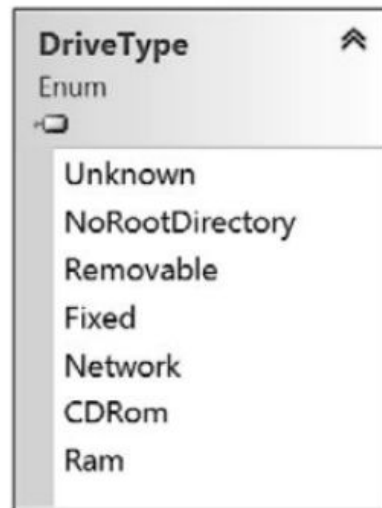 DriveType
Enum
Unknown
NoRootDirectory
Removable
Fixed
Network
CDRom
Ram